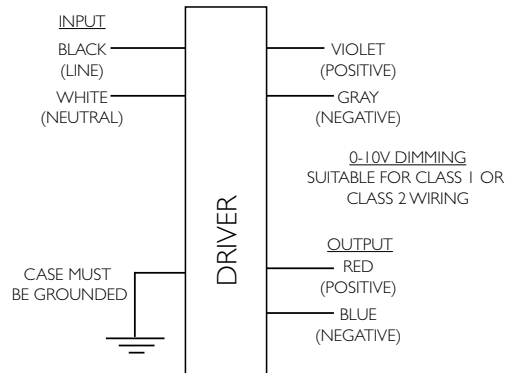 INPUT
BLACK
(LINE)
WHITE
(NEUTRAL)
CASE MUST
BE GROUNDED
DRIVER
VIOLET
(POSITIVE)
GRAY
(NEGATIVE)
0-10V DIMMING
SUITABLE FOR CLASS 1 OR
CLASS 2 WIRING
OUTPUT
RED
(POSITIVE)
BLUE
(NEGATIVE)